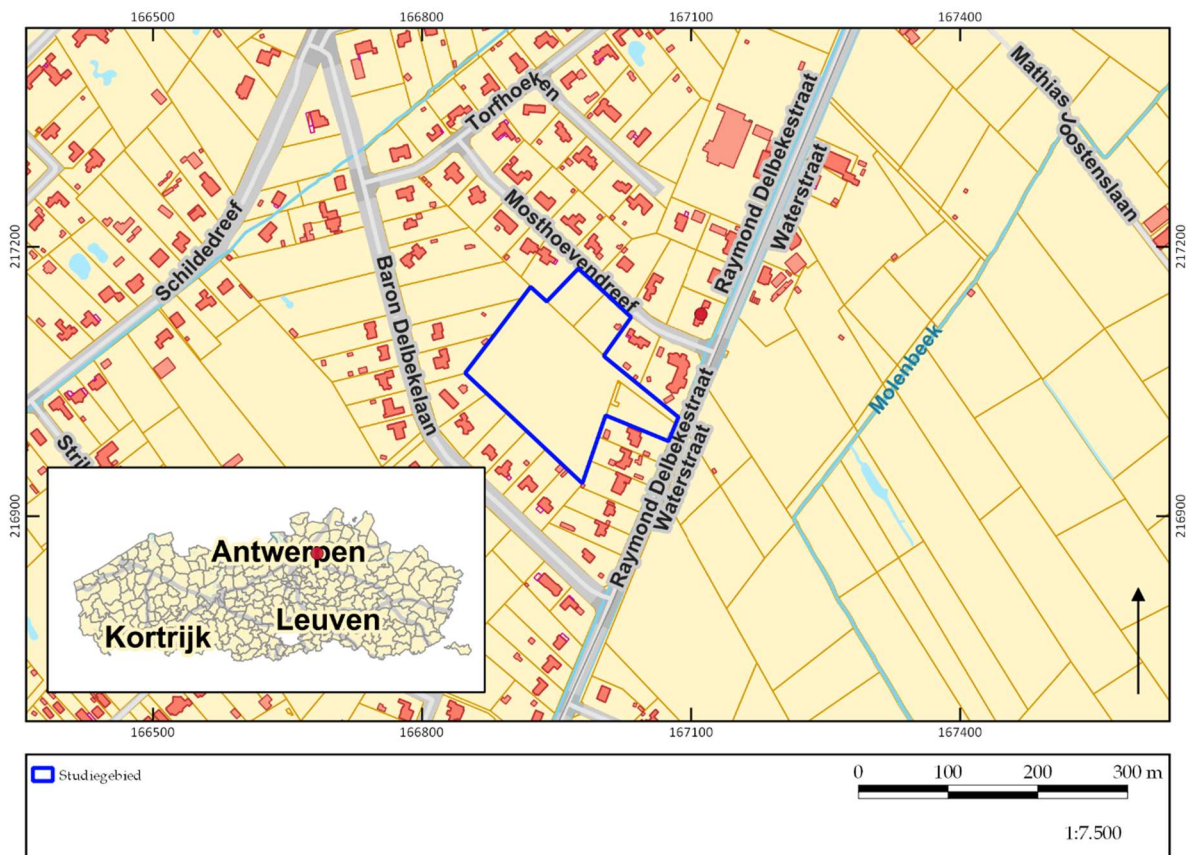 166500 166800 167100 167400
217200
216900
217200
216900
Torfhoeken
Mathias Joostenslaan
Raymond Delbekestraat
Waterstraat
Mosthoevendreef
Schildedreef
Baron Delbekelaan
Molenbeek
Raymond Delbekestraat
Waterstraat
Antwerpen
Leuven
Kortrijk
166500 166800 167100 167400
Studiegebied
0 100 200 300 m
1:7.500